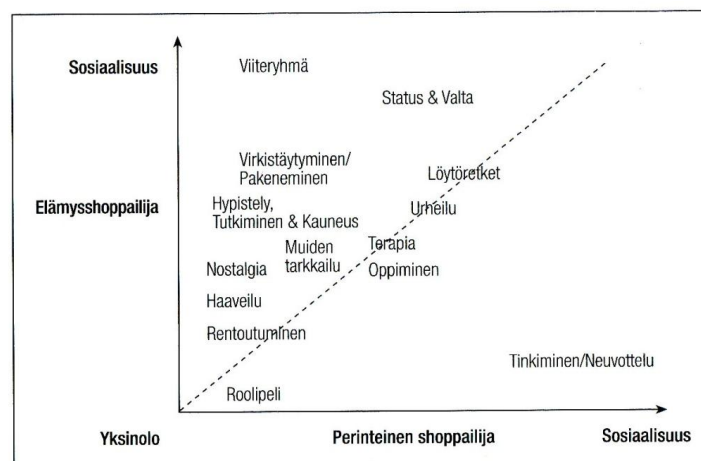 Sosiaalisuus
Viiteryhmä
Status & Valta
Virkistäytyminen/
Pakeneminen
Löytöretket
Elämysshoppailija
Hypistely,
Tutkiminen & Kauneus
Urheilu
Muiden
tarkkailu
Terapia
Nostalgia
Oppiminen
Haaveilu
Rentoutuminen
Tinkiminen/Neuvottelu
Roolipeli
Yksinolo
Perinteinen shoppailija
Sosiaalisuus